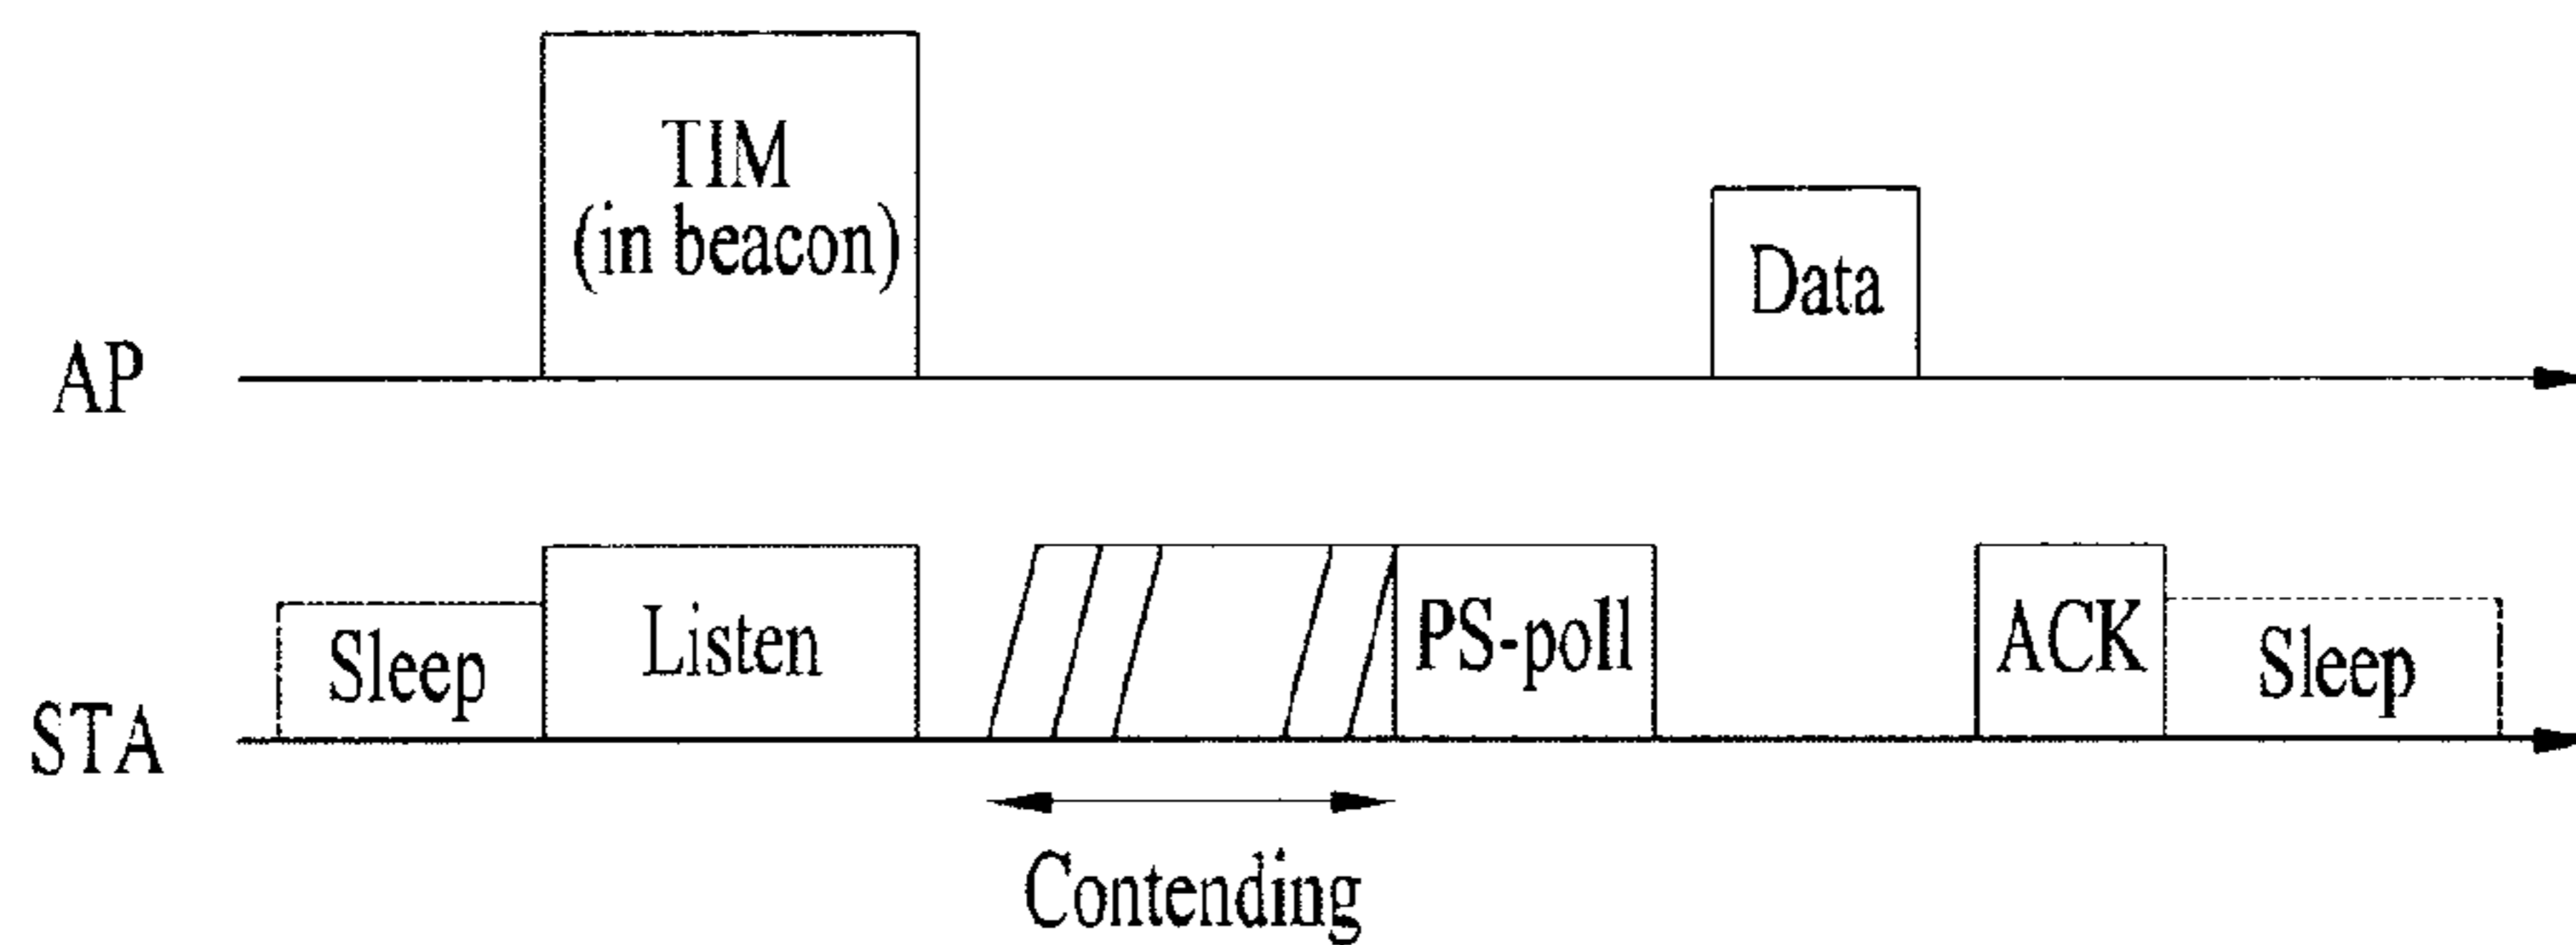 TIM
(in beacon)
Data
AP
Sleep
Listen
PS-poll
ACK
Sleep
STA
Contending